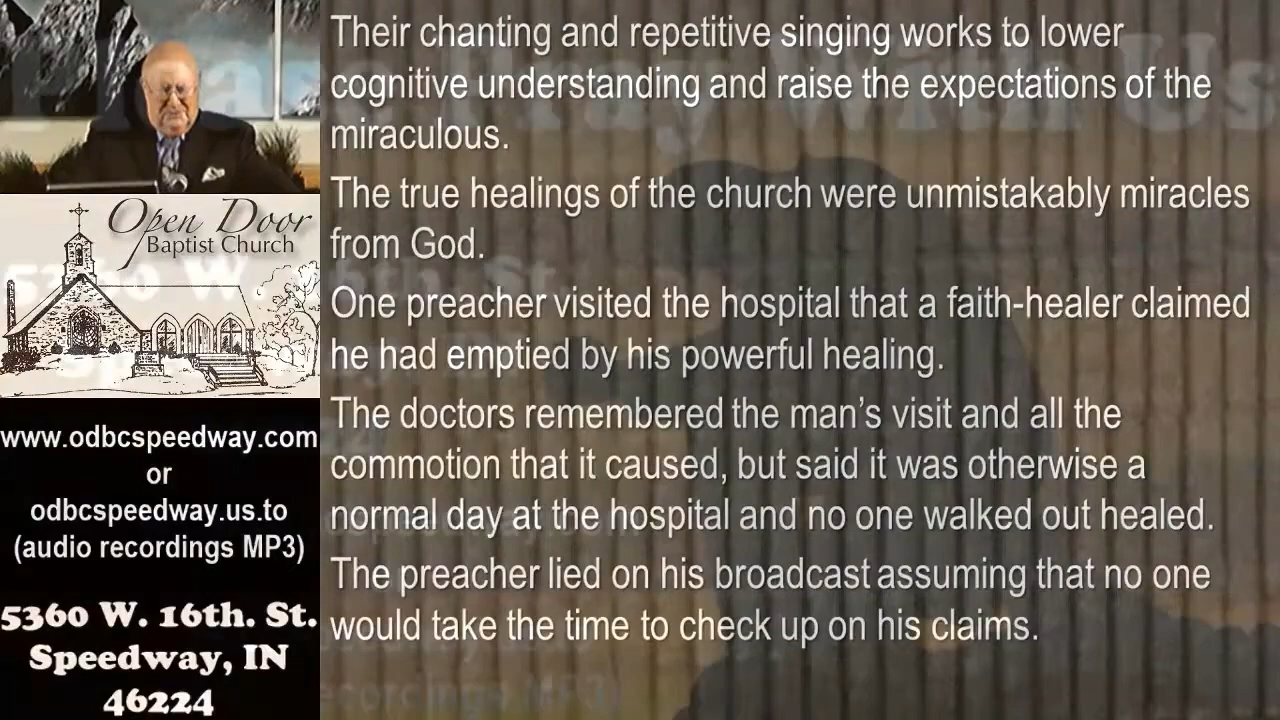 Open Door
Baptist Church
www.odbcspeedway.com
or
odbcspeedway.us.to
(audio recordings MP3)
5360 W. 16th. St.
Speedway, IN
46224
Their chanting and repetitive singing works to lower
cognitive understanding and raise the expectations of the
miraculous.
The true healings of the church were unmistakably miracles
from God.
One preacher visited the hospital that a faith-healer claimed
he had emptied by his powerful healing.
The doctors remembered the man's visit and all the
commotion that it caused, but said it was otherwise a
normal day at the hospital and no one walked out healed.
The preacher lied on his broadcast assuming that no one
would take the time to check up on his claims.
Please Pray With Us